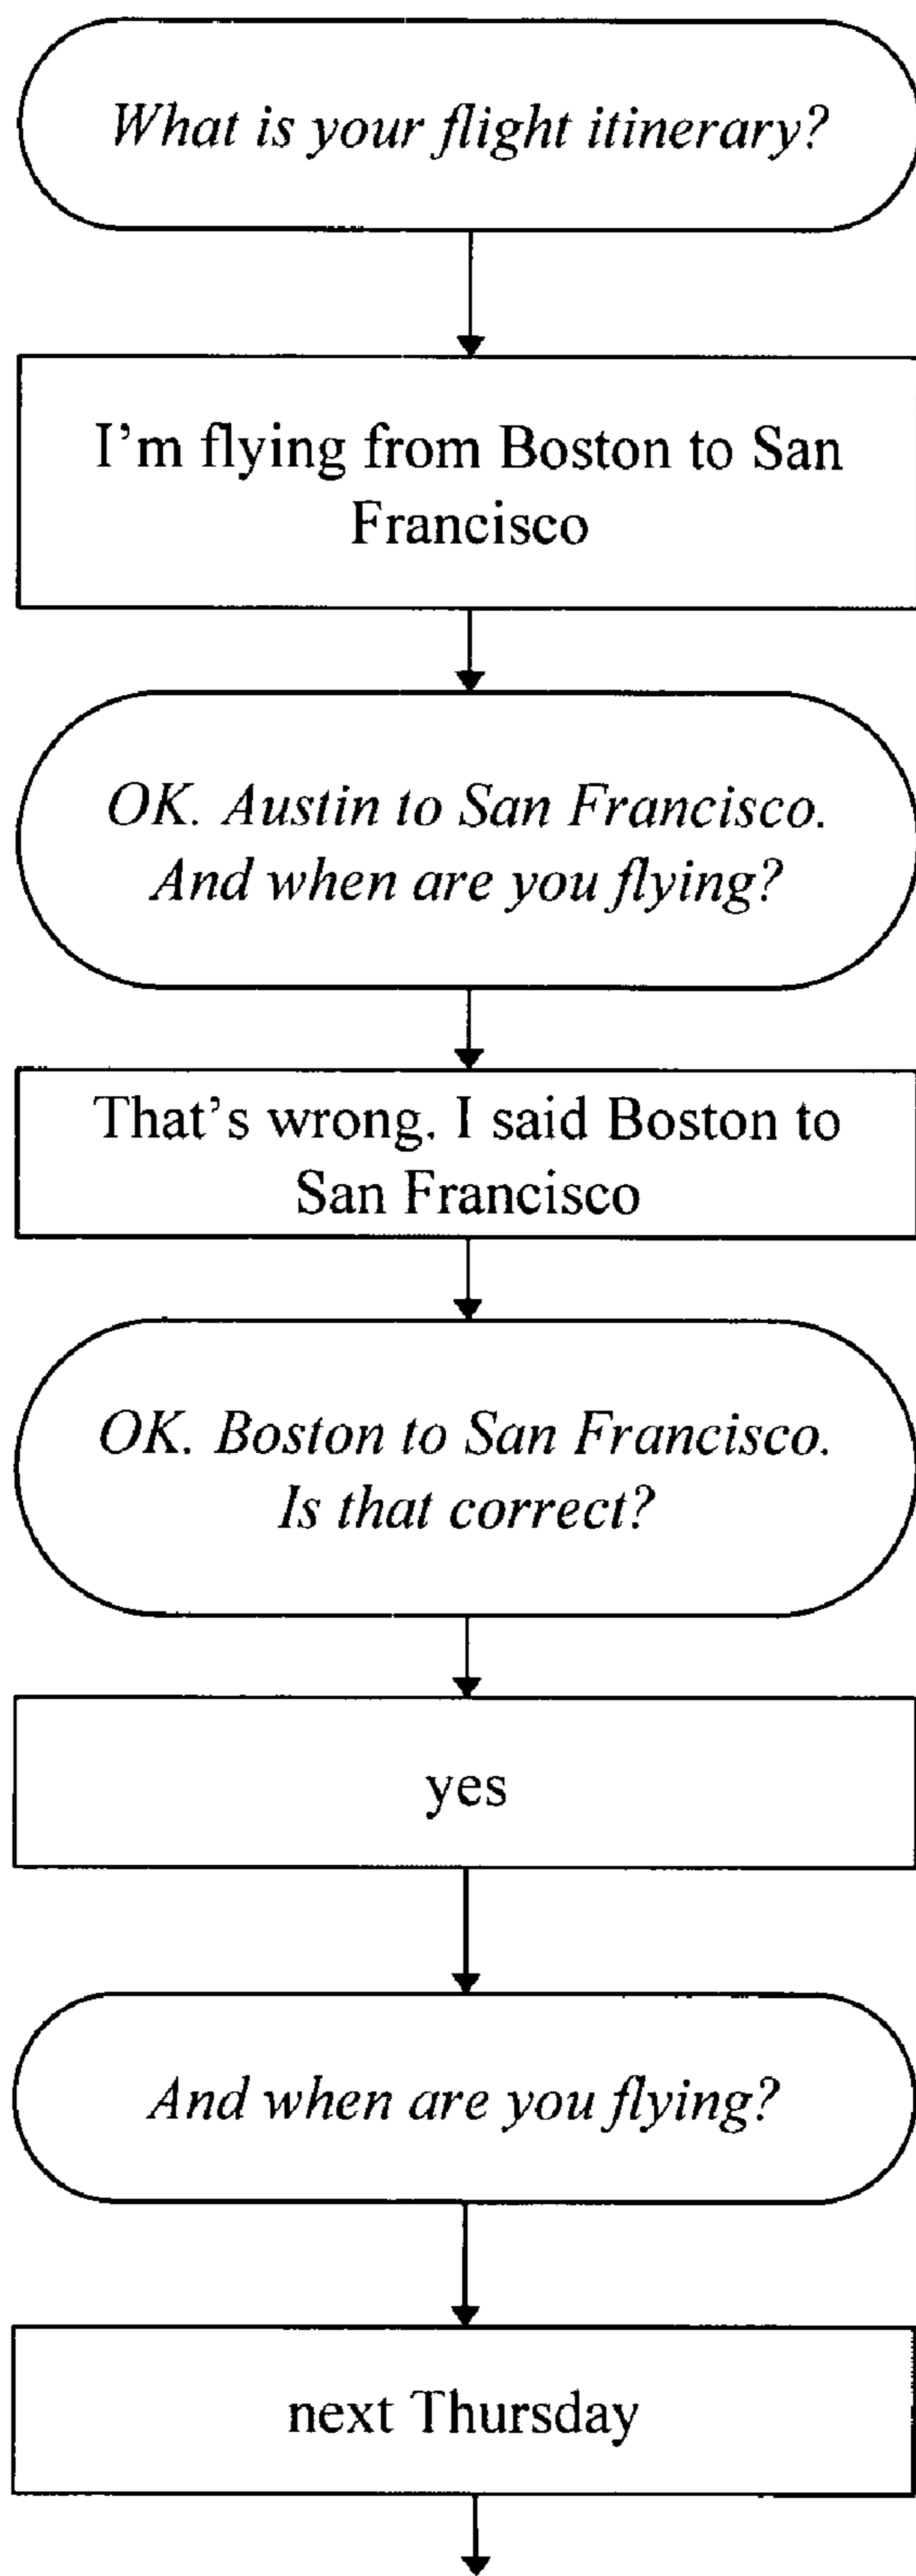 What is your flight itinerary?
I'm flying from Boston to San
Francisco
OK. Austin to San Francisco.
And when are you flying?
That's wrong, I said Boston to
San Francisco
OK. Boston to San Francisco.
Is that correct?
yes
And when are you flying?
next Thursday